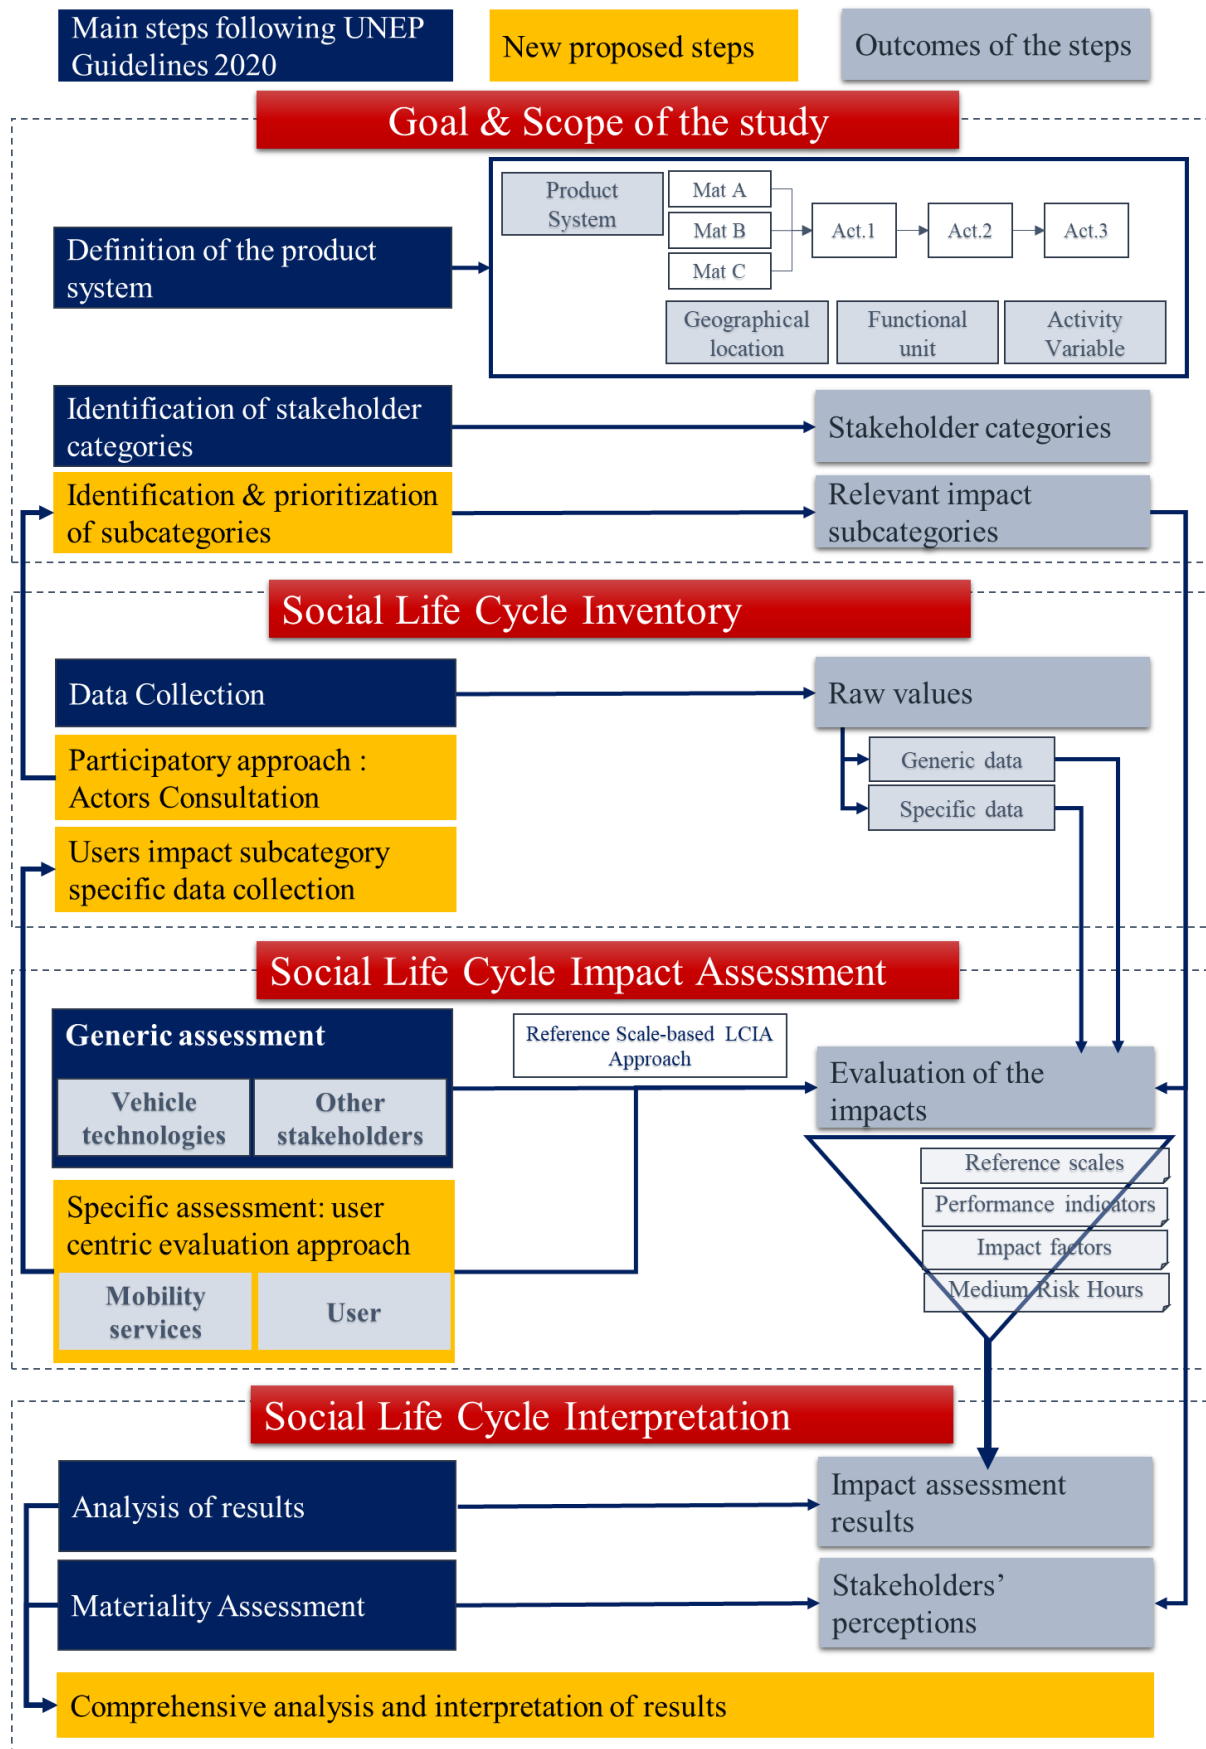 Main steps following UNEP
Guidelines 2020
New proposed steps
Outcomes of the steps
Goal & Scope of the study
Definition of the product
system
Product
System
Mat A
Mat B
Mat C
Act.1
Act.2
Act.3
Geographical
location
Functional
unit
Activity
Variable
Identification of stakeholder
categories
Stakeholder categories
Identification & prioritization
of subcategories
Relevant impact
subcategories
Social Life Cycle Inventory
Data Collection
Raw values
Generic data
Specific data
Participatory approach :
Actors Consultation
Users impact subcategory
specific data collection
Social Life Cycle Impact Assessment
Generic assessment
Vehicle
technologies
Other
stakeholders
Reference Scale-based LCIA
Approach
Evaluation of the
impacts
Reference scales
Performance indicators
Impact factors
Medium Risk Hours
Specific assessment: user
centric evaluation approach
Mobility
services
User
Social Life Cycle Interpretation
Analysis of results
Impact assessment
results
Materiality Assessment
Stakeholders’
perceptions
Comprehensive analysis and interpretation of results